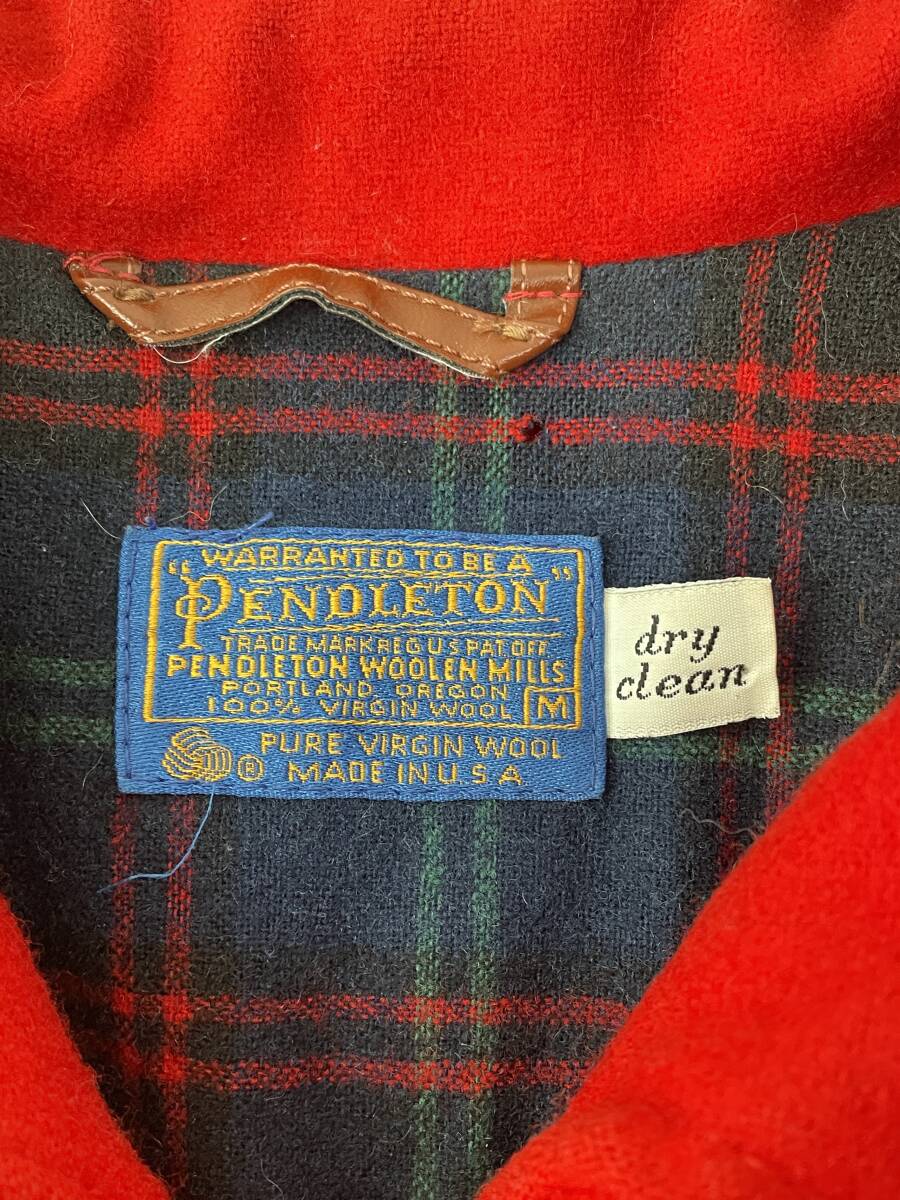 WARRANTED TO BE A
"PENDLETON"
TRADE MARK REG U S PAT. OFF.
PENDLETON WOOLEN MILLS
PORTLAND, OREGON
100% VIRGIN WOOL M
® PURE VIRGIN WOOL
MADE IN U S A
dry
clean